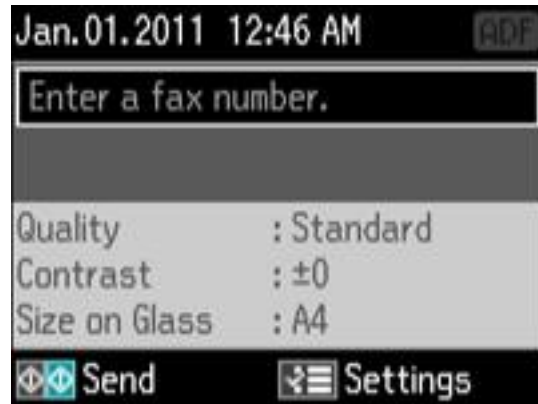 Jan.01.2011 12:46 AM ADF
Enter a fax number.
Quality : Standard
Contrast : ±0
Size on Glass : A4
Send Settings